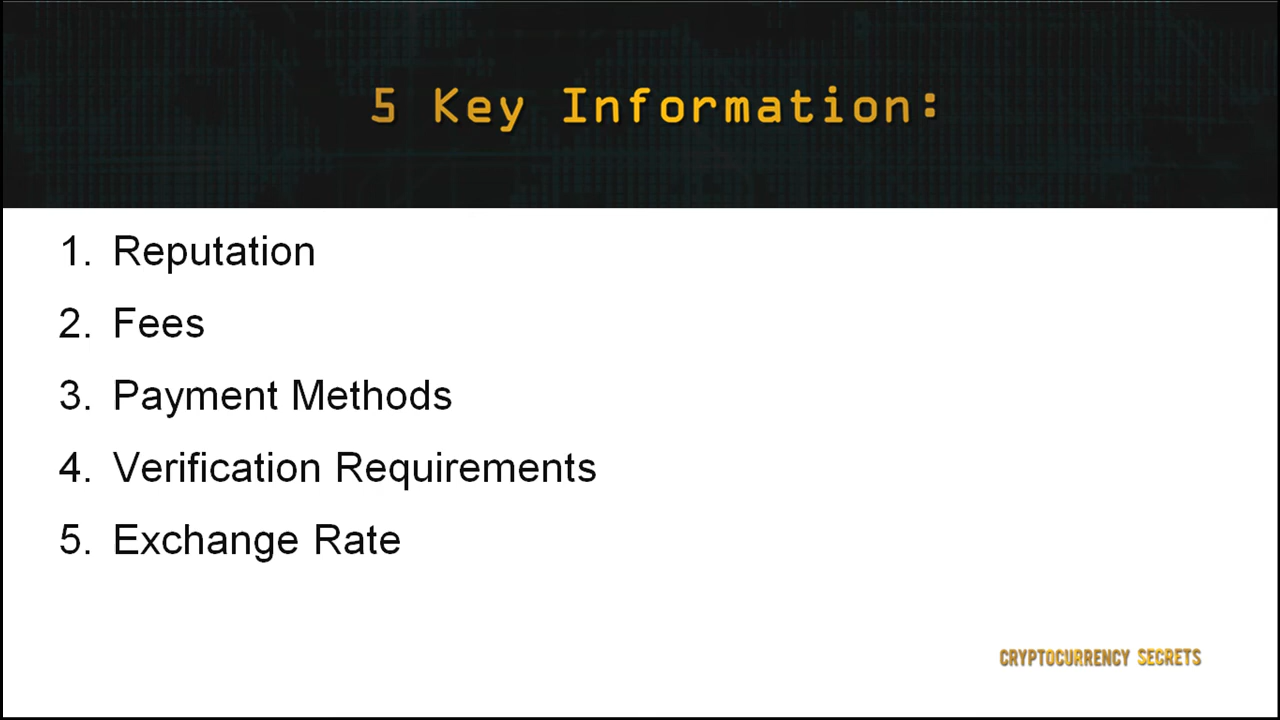 5 Key Information:
1. Reputation
2. Fees
3. Payment Methods
4. Verification Requirements
5. Exchange Rate
CRYPTOCURRENCY SECRETS